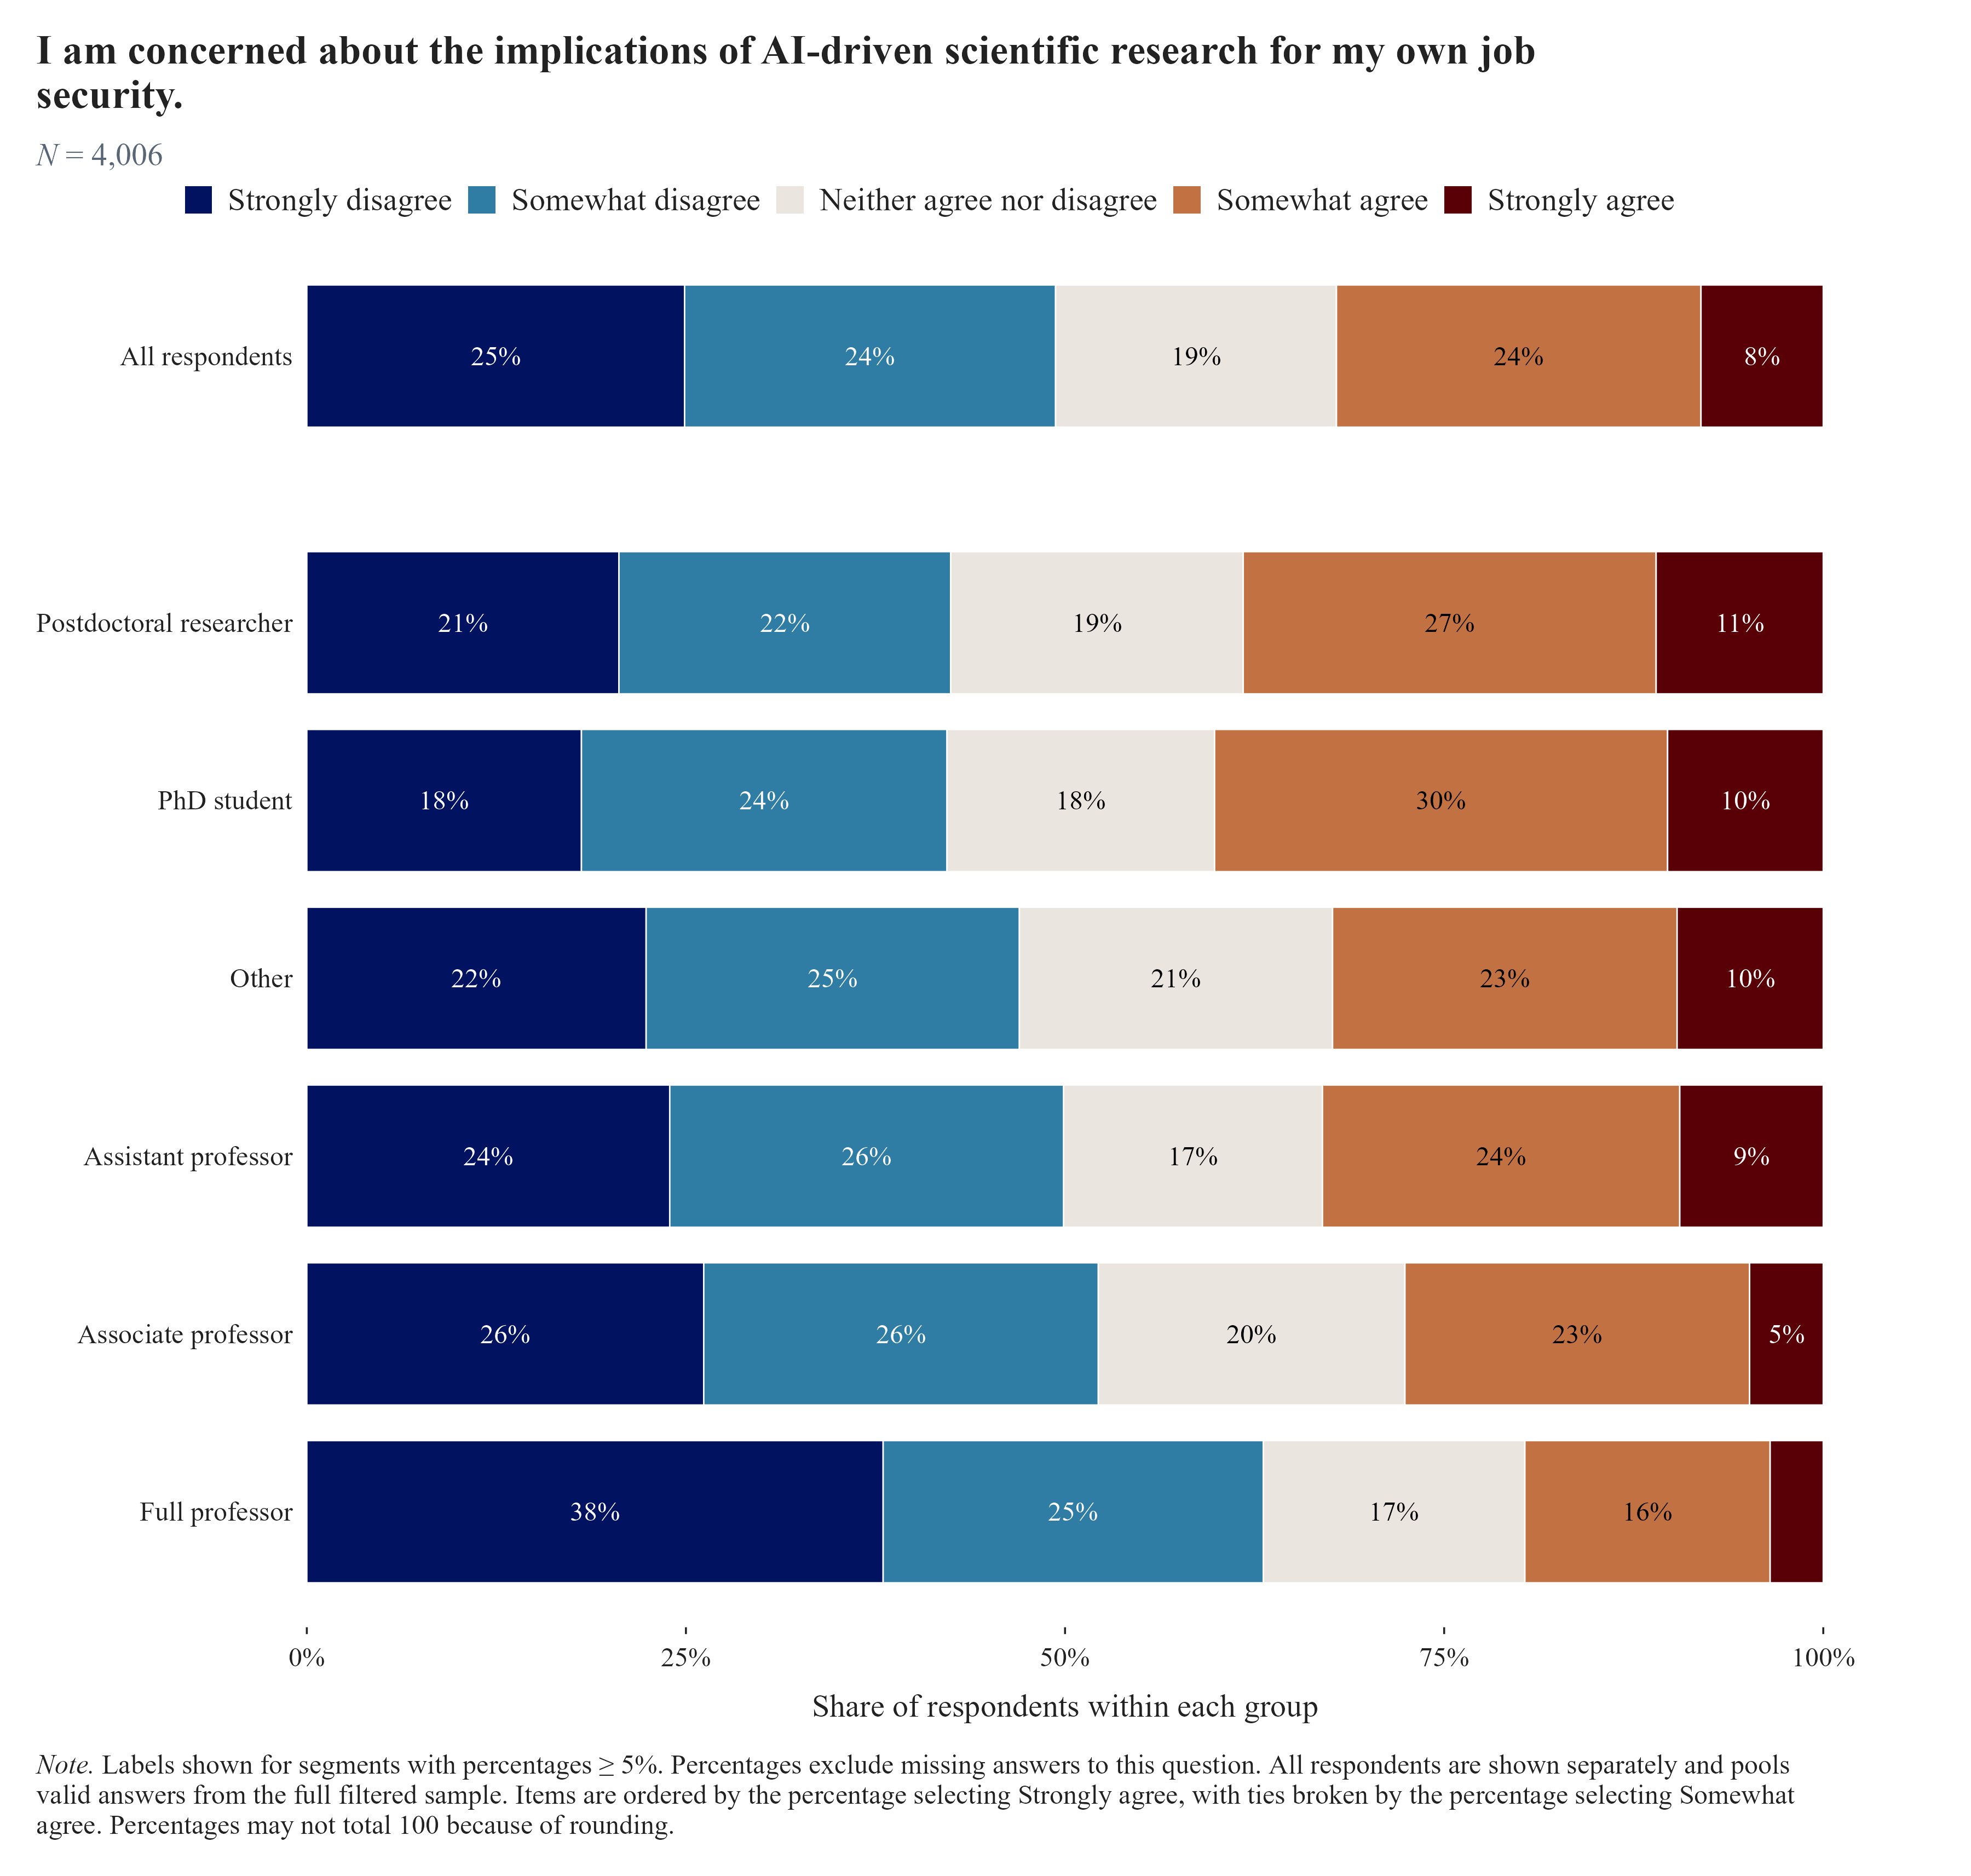 I am concerned about the implications of AI-driven scientific research for my own job
security.
N = 4,006
Strongly disagree Somewhat disagree Neither agree nor disagree Somewhat agree Strongly agree
All respondents 25% 24% 19% 24% 8%
Postdoctoral researcher 21% 22% 19% 27% 11%
PhD student 18% 24% 18% 30% 10%
Other 22% 25% 21% 23% 10%
Assistant professor 24% 26% 17% 24% 9%
Associate professor 26% 26% 20% 23% 5%
Full professor 38% 25% 17% 16%
0% 25% 50% 75% 100%
Share of respondents within each group
Note. Labels shown for segments with percentages ≥ 5%. Percentages exclude missing answers to this question. All respondents are shown separately and pools
valid answers from the full filtered sample. Items are ordered by the percentage selecting Strongly agree, with ties broken by the percentage selecting Somewhat
agree. Percentages may not total 100 because of rounding.